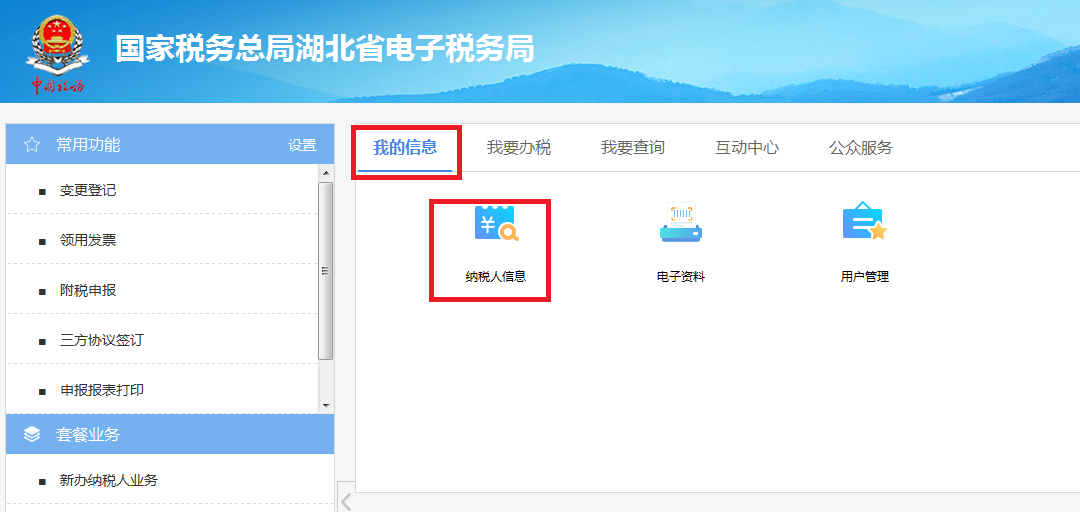 中国税务
国家税务总局湖北省电子税务局
常用功能 设置
变更登记
领用发票
附税申报
三方协议签订
申报报表打印
套餐业务
新办纳税人业务
我的信息 我要办税 我要查询 互动中心 公众服务
纳税人信息 电子资料 用户管理